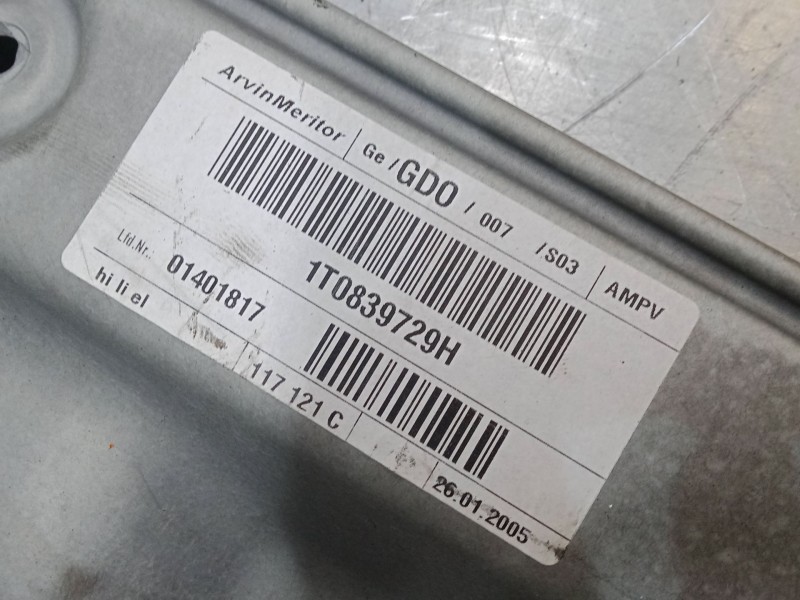 ArvinMeritor Ge / GDO / 007 / S03 AMPV
1T0839729H
Lfd.Nr.: 01401817
hi li el 117 121 C 26.01.2005